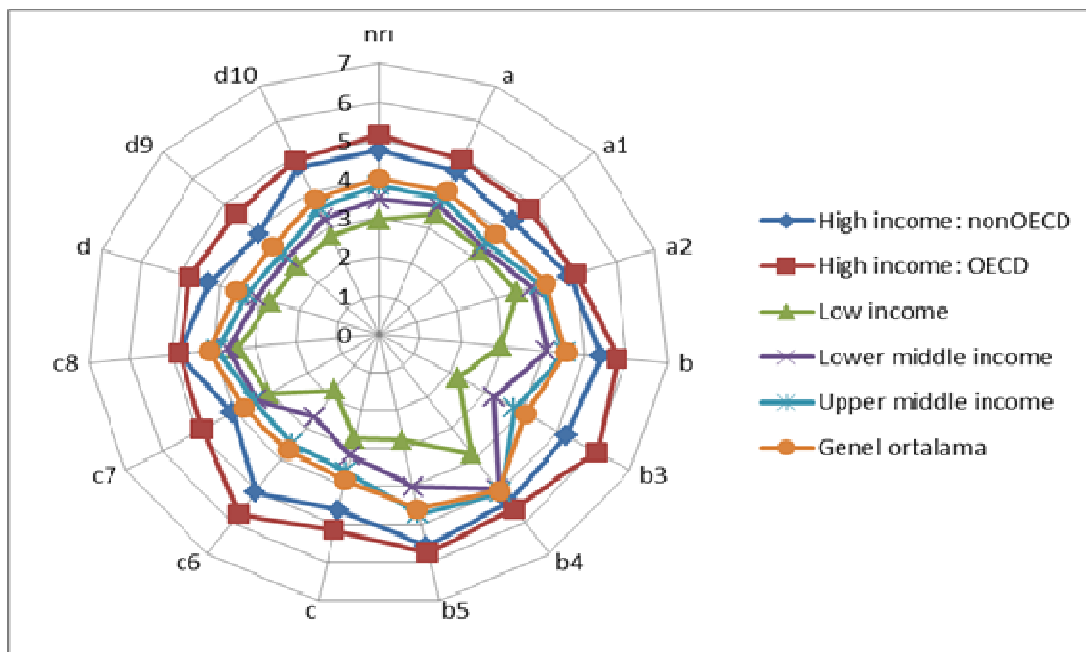 nri
a
a1
a2
b
b3
b4
b5
c
c6
c7
c8
d
d9
d10
7
6
5
4
3
2
1
0
High income: nonOECD
High income: OECD
Low income
Lower middle income
Upper middle income
Genel ortalama